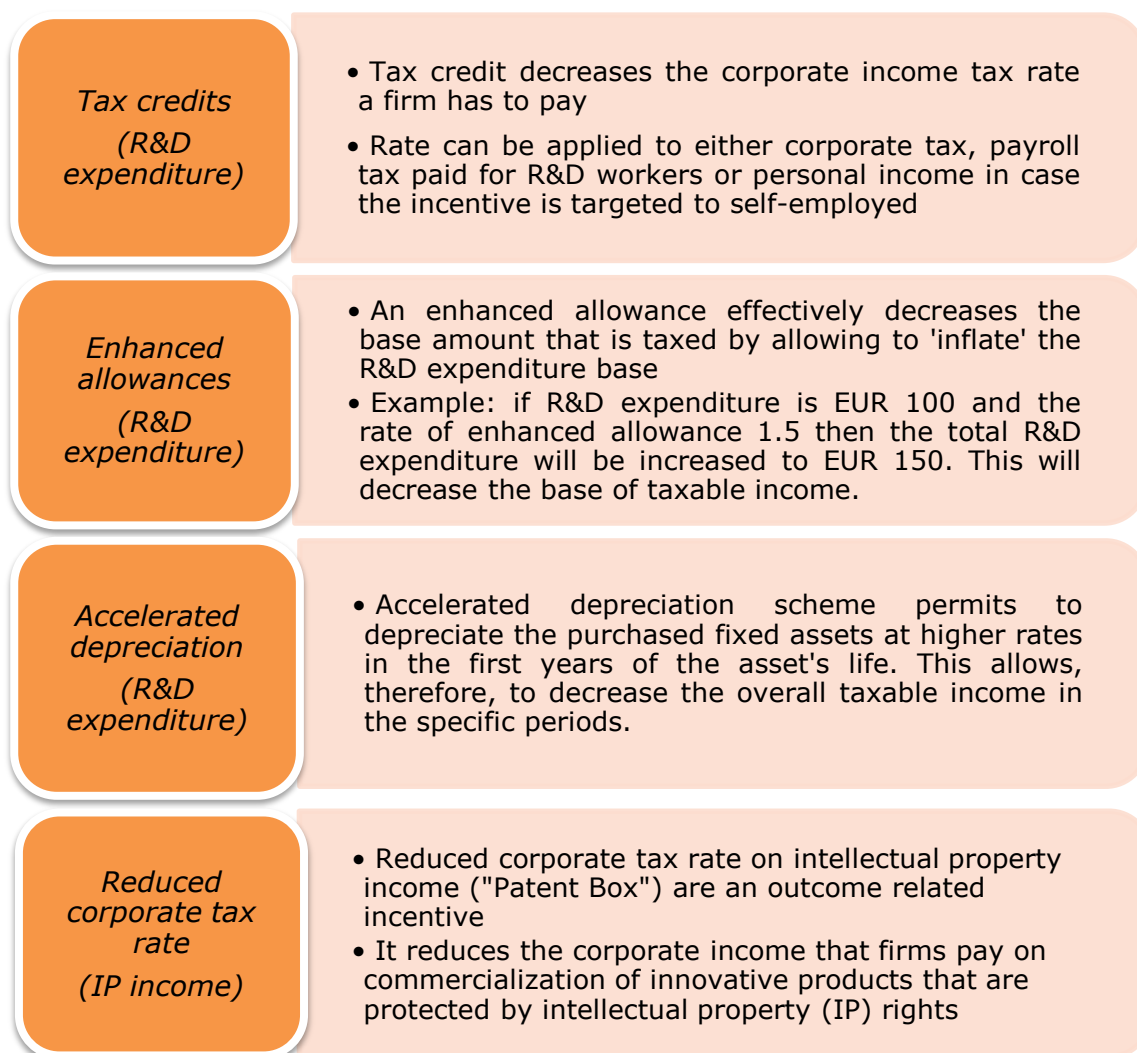 Tax credits
(R&D
expenditure)
• Tax credit decreases the corporate income tax rate
a firm has to pay
• Rate can be applied to either corporate tax, payroll
tax paid for R&D workers or personal income in case
the incentive is targeted to self-employed
Enhanced
allowances
(R&D
expenditure)
• An enhanced allowance effectively decreases the
base amount that is taxed by allowing to 'inflate' the
R&D expenditure base
• Example: if R&D expenditure is EUR 100 and the
rate of enhanced allowance 1.5 then the total R&D
expenditure will be increased to EUR 150. This will
decrease the base of taxable income.
Accelerated
depreciation
(R&D
expenditure)
• Accelerated depreciation scheme permits to
depreciate the purchased fixed assets at higher rates
in the first years of the asset's life. This allows,
therefore, to decrease the overall taxable income in
the specific periods.
Reduced
corporate tax
rate
(IP income)
• Reduced corporate tax rate on intellectual property
income ("Patent Box") are an outcome related
incentive
• It reduces the corporate income that firms pay on
commercialization of innovative products that are
protected by intellectual property (IP) rights